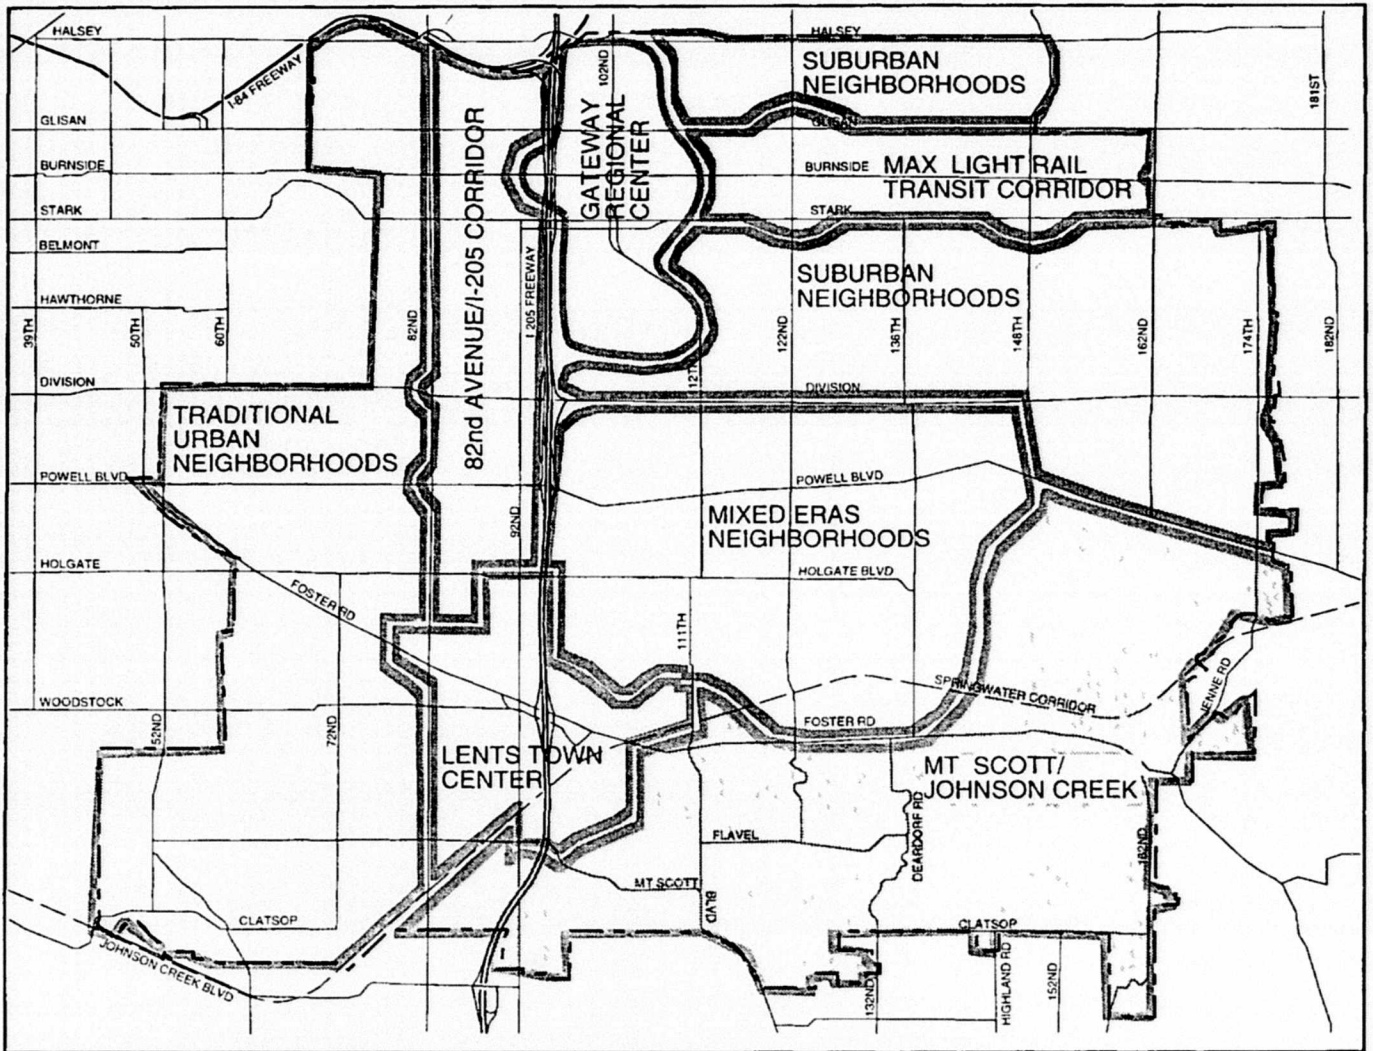 HALSEY
HALSEY
SUBURBAN
NEIGHBORHOODS
102ND
181ST
I-84 FREEWAY
GLISAN
GLISAN
82nd AVENUE/I-205 CORRIDOR
GATEWAY
REGIONAL
CENTER
BURNSIDE
BURNSIDE
MAX LIGHT RAIL
TRANSIT CORRIDOR
STARK
STARK
BELMONT
I 205 FREEWAY
SUBURBAN
NEIGHBORHOODS
HAWTHORNE
39TH
50TH
60TH
82ND
122ND
136TH
148TH
162ND
174TH
182ND
DIVISION
DIVISION
TRADITIONAL
URBAN
NEIGHBORHOODS
POWELL BLVD
POWELL BLVD
92ND
MIXED ERAS
NEIGHBORHOODS
HOLGATE
HOLGATE BLVD
FOSTER RD
111TH
SPRINGWATER CORRIDOR
JENNE RD
WOODSTOCK
52ND
72ND
FOSTER RD
LENTS TOWN
CENTER
MT SCOTT/
JOHNSON CREEK
DEARDORF RD
FLAVEL
162ND
MT SCOTT
BLVD
CLATSOP
CLATSOP
JOHNSON CREEK BLVD
132ND
HIGHLAND RD
152ND